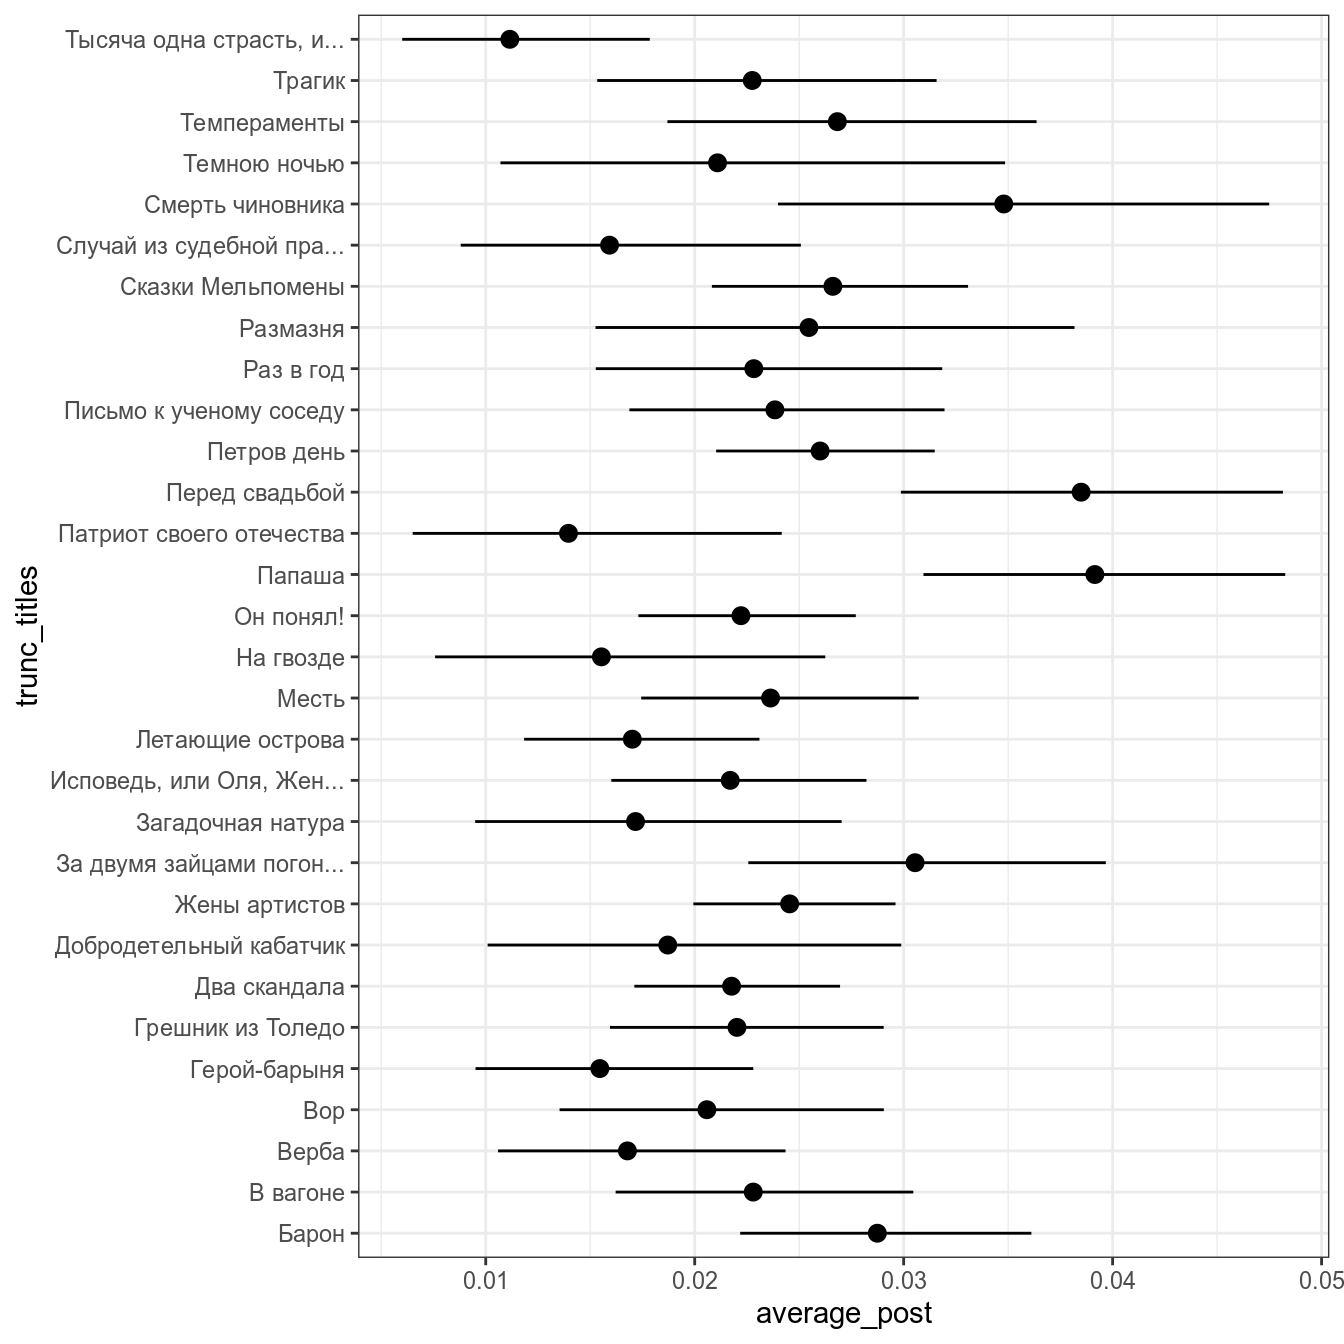 Тысяча одна страсть, и...
Трагик
Темпераменты
Темною ночью
Смерть чиновника
Случай из судебной пра...
Сказки Мельпомены
Размазня
Раз в год
Письмо к ученому соседу
Петров день
Перед свадьбой
Патриот своего отечества
Папаша
Он понял!
На гвозде
Месть
Летающие острова
Исповедь, или Оля, Жен...
Загадочная натура
За двумя зайцами погон...
Жены артистов
Добродетельный кабатчик
Два скандала
Грешник из Толедо
Герой-барыня
Вор
Верба
В вагоне
Барон
trunc_titles
0.01 0.02 0.03 0.04 0.05
average_post